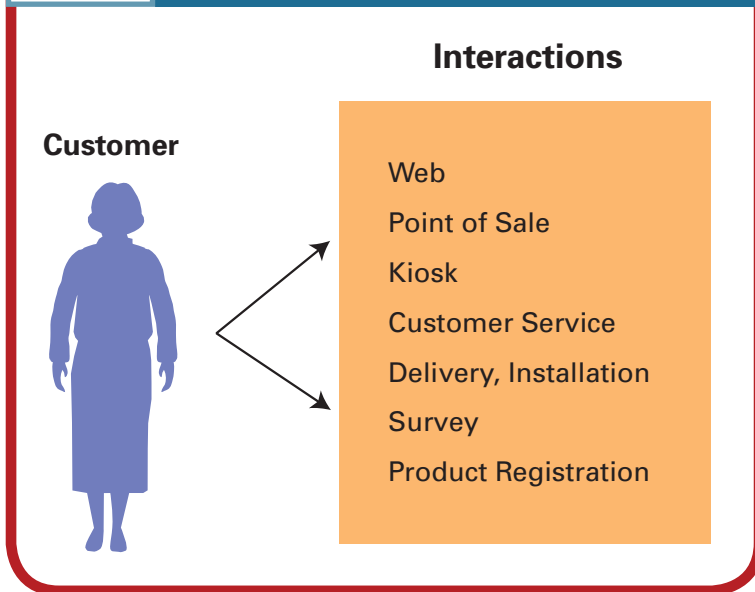 Interactions
Customer
Web
Point of Sale
Kiosk
Customer Service
Delivery, Installation
Survey
Product Registration